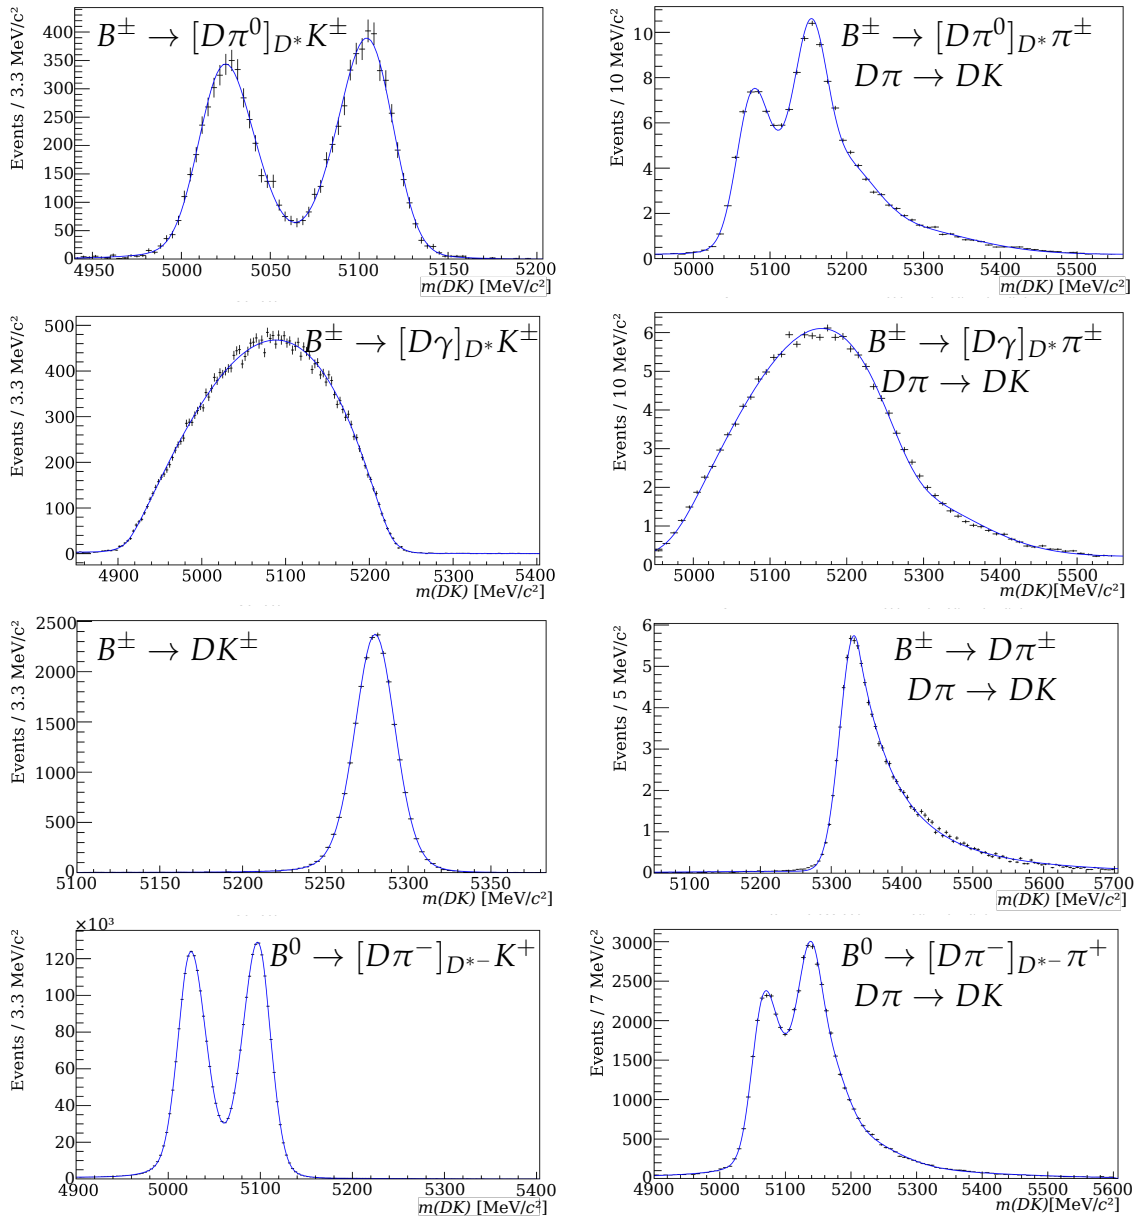 B± → [Dπ⁰]_D* K±
Events / 3.3 MeV/c²
400
350
300
250
200
150
100
50
0
4950 5000 5050 5100 5150 5200
m(DK) [MeV/c²]
B± → [Dπ⁰]_D* π±
Dπ → DK
Events / 10 MeV/c²
10
8
6
4
2
0
5000 5100 5200 5300 5400 5500
m(DK) [MeV/c²]
B± → [Dγ]_D* K±
Events / 3.3 MeV/c²
500
400
300
200
100
0
4900 5000 5100 5200 5300 5400
m(DK) [MeV/c²]
B± → [Dγ]_D* π±
Dπ → DK
Events / 10 MeV/c²
6
5
4
3
2
1
0
5000 5100 5200 5300 5400 5500
m(DK) [MeV/c²]
B± → DK±
Events / 3.3 MeV/c²
2500
2000
1500
1000
500
0
5100 5150 5200 5250 5300 5350
m(DK) [MeV/c²]
B± → Dπ±
Dπ → DK
Events / 5 MeV/c²
6
5
4
3
2
1
0
5100 5200 5300 5400 5500 5600 5700
m(DK) [MeV/c²]
×10³
B⁰ → [Dπ⁻]_D*⁻ K⁺
Events / 3.3 MeV/c²
120
100
80
60
40
20
0
4900 5000 5100 5200 5300 5400
m(DK) [MeV/c²]
B⁰ → [Dπ⁻]_D*⁻ π⁺
Dπ → DK
Events / 7 MeV/c²
3000
2500
2000
1500
1000
500
0
4900 5000 5100 5200 5300 5400 5500 5600
m(DK)[MeV/c²]